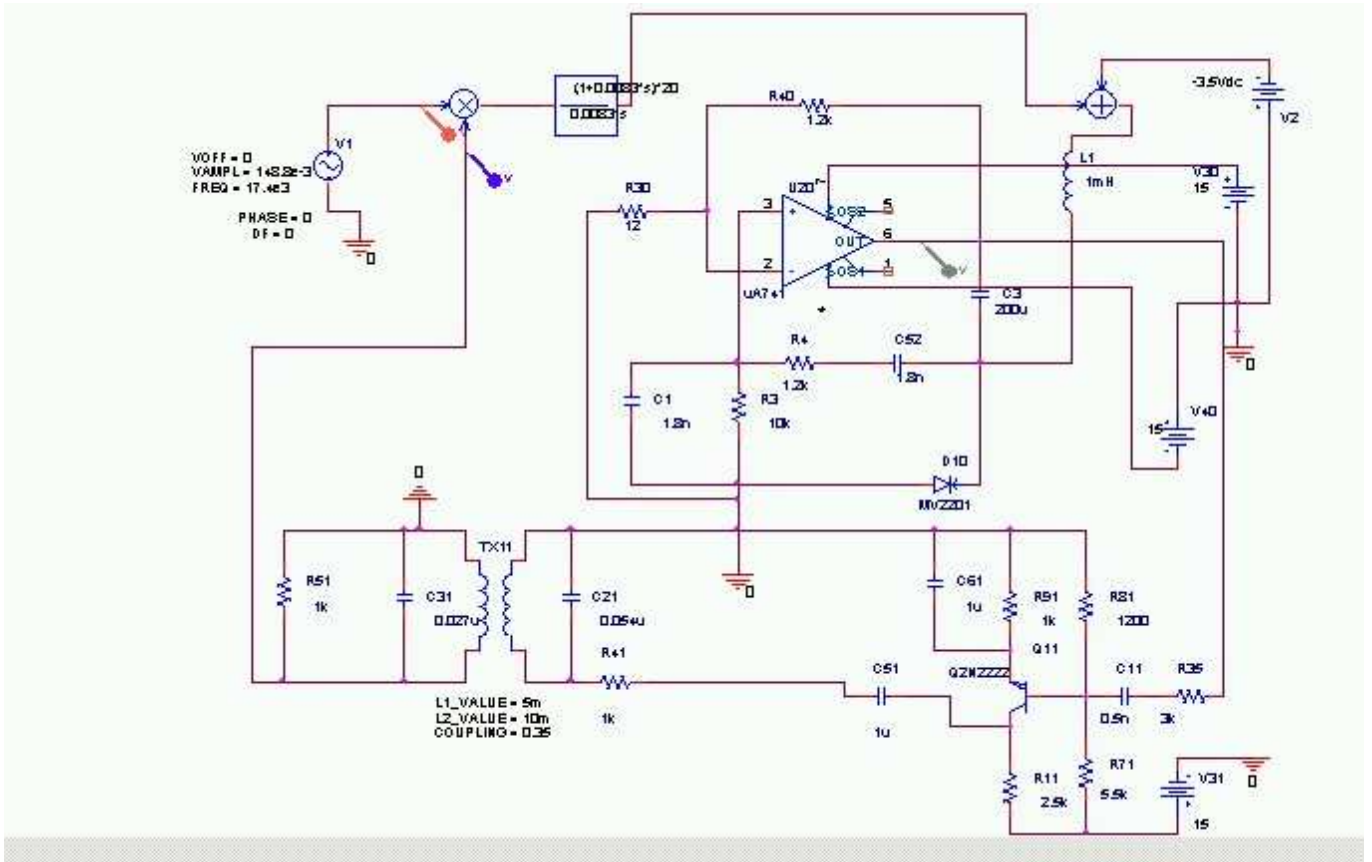 (1+0.0083*s)*20
0.0083*s
-3.5Vdc
V2
R40
1.2k
V1
VOFF = 0
VAMPL = 148.8e-3
FREQ = 17.4e3
PHASE = 0
DF = 0
0
V
L1
1mH
V30
15
R30
12
U20
7
3
+
OS2
5
OUT
6
2
-
OS1
1
uA741
V
C3
200u
0
R4
1.2k
C52
1.8n
C1
1.8n
R3
10k
V40
15
D10
MV2201
0
TX11
R51
1k
C31
0.027u
C21
0.054u
0
C61
1u
R91
1k
R81
1200
R41
1k
C51
1u
Q11
Q2N2222
C11
0.5n
R35
3k
L1_VALUE = 5m
L2_VALUE = 10m
COUPLING = 0.35
R11
2.5k
R71
5.5k
V31
15
0